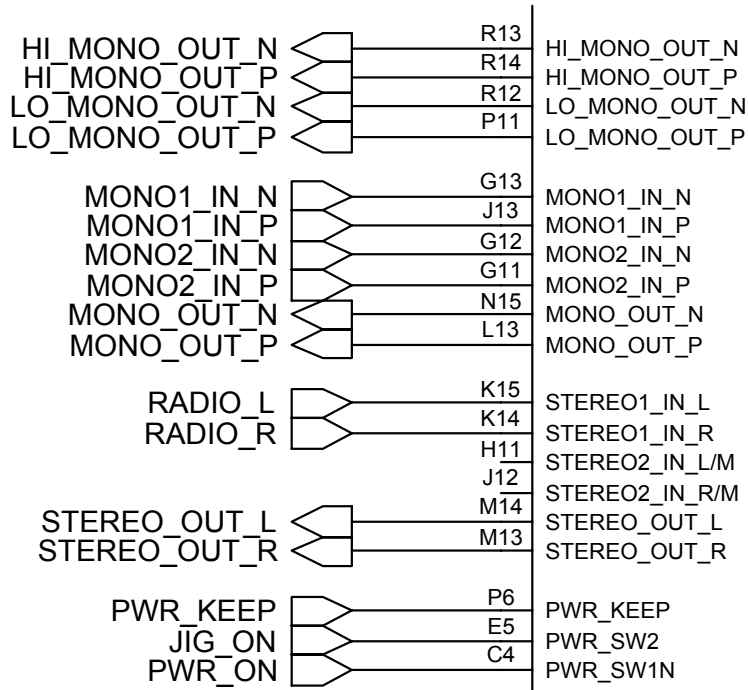 HI_MONO_OUT_N R13 HI_MONO_OUT_N
HI_MONO_OUT_P R14 HI_MONO_OUT_P
LO_MONO_OUT_N R12 LO_MONO_OUT_N
LO_MONO_OUT_P P11 LO_MONO_OUT_P
MONO1_IN_N G13 MONO1_IN_N
MONO1_IN_P J13 MONO1_IN_P
MONO2_IN_N G12 MONO2_IN_N
MONO2_IN_P G11 MONO2_IN_P
MONO_OUT_N N15 MONO_OUT_N
MONO_OUT_P L13 MONO_OUT_P
RADIO_L K15 STEREO1_IN_L
RADIO_R K14 STEREO1_IN_R
H11 STEREO2_IN_L/M
J12 STEREO2_IN_R/M
STEREO_OUT_L M14 STEREO_OUT_L
STEREO_OUT_R M13 STEREO_OUT_R
PWR_KEEP P6 PWR_KEEP
JIG_ON E5 PWR_SW2
PWR_ON C4 PWR_SW1N